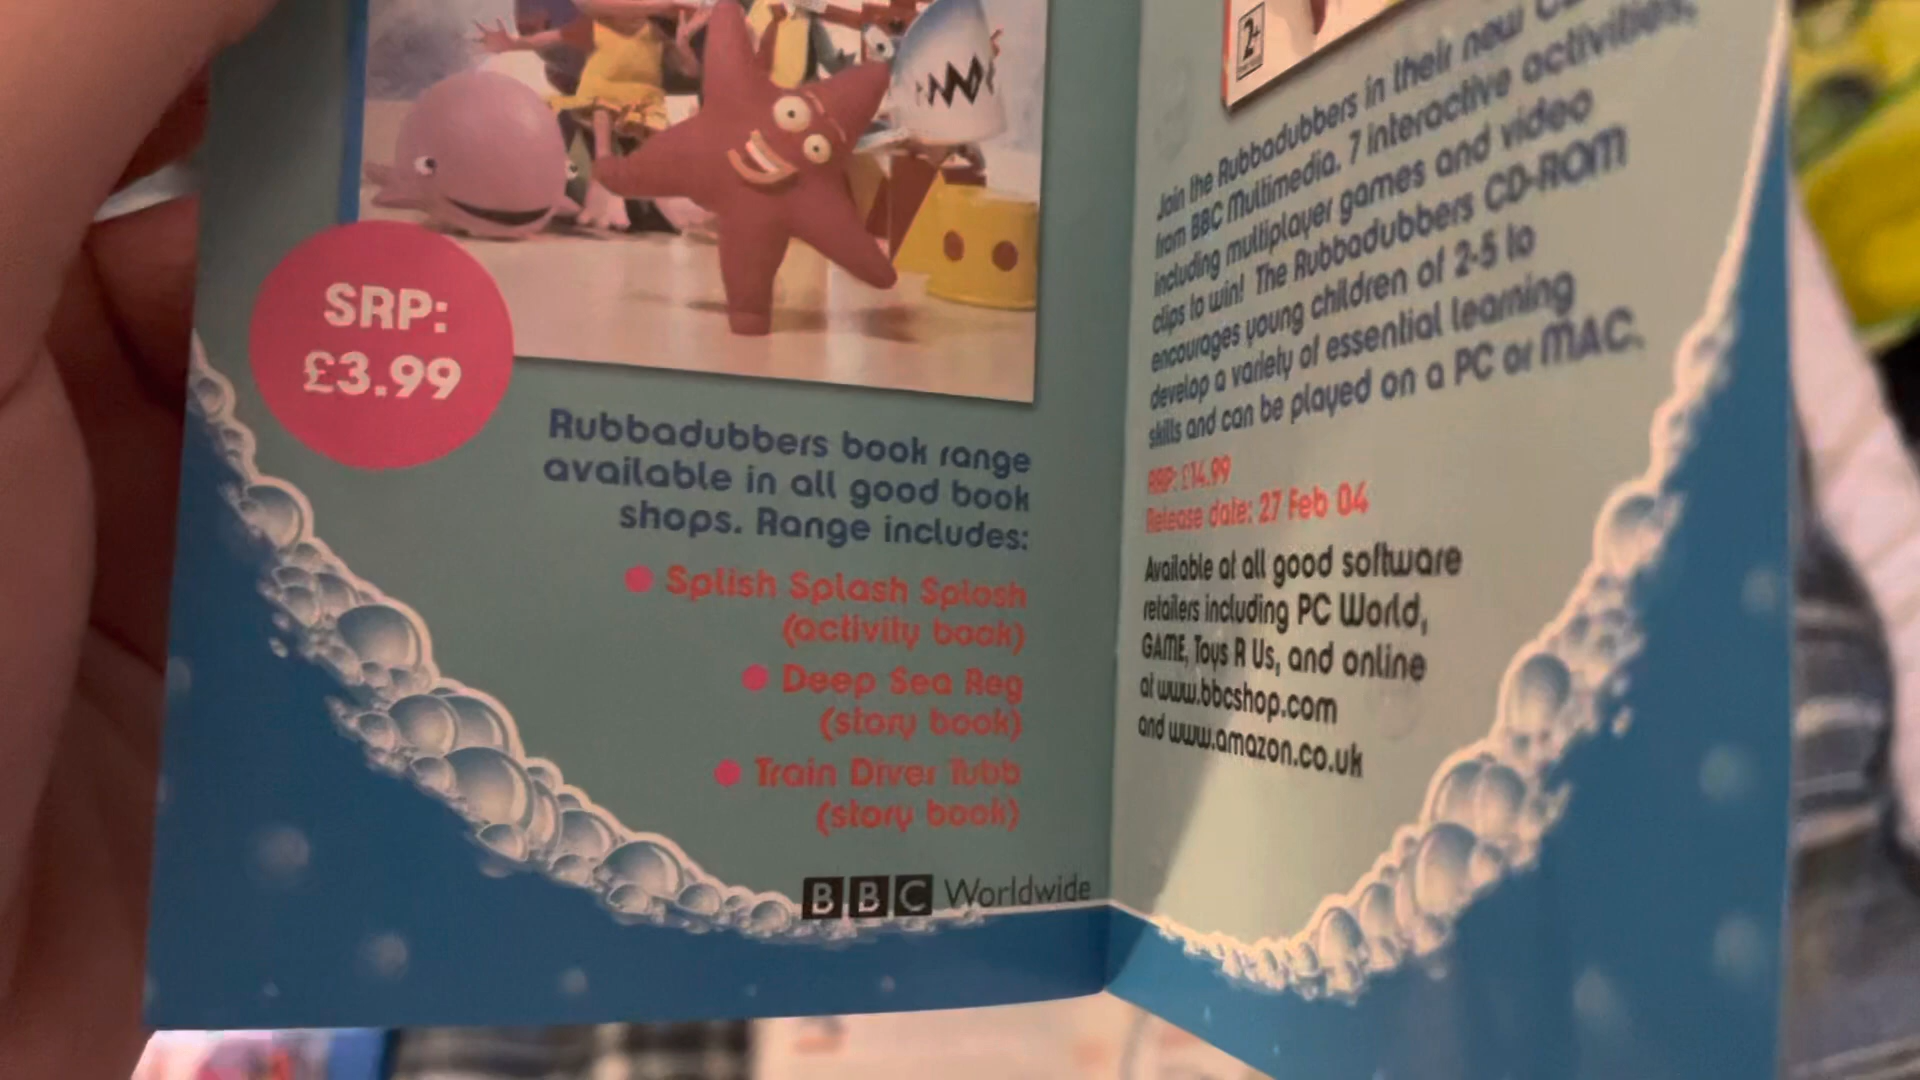 SRP:
£3.99
Rubbadubbers book range
available in all good book
shops. Range includes:
Splish Splash Splosh
(activity book)
Deep Sea Reg
(story book)
Train Driver Tubb
(story book)
BBC Worldwide
2+
Join the Rubbadubbers in their new
from BBC Multimedia. 7 interactive activities,
including multiplayer games and video
clips to win! The Rubbadubbers CD-ROM
encourages young children of 2-5 to
develop a variety of essential learning
skills and can be played on a PC or MAC.
RRP: £14.99
Release date: 27 Feb 04
Available at all good software
retailers including PC World,
GAME, Toys R Us, and online
at www.bbcshop.com
and www.amazon.co.uk